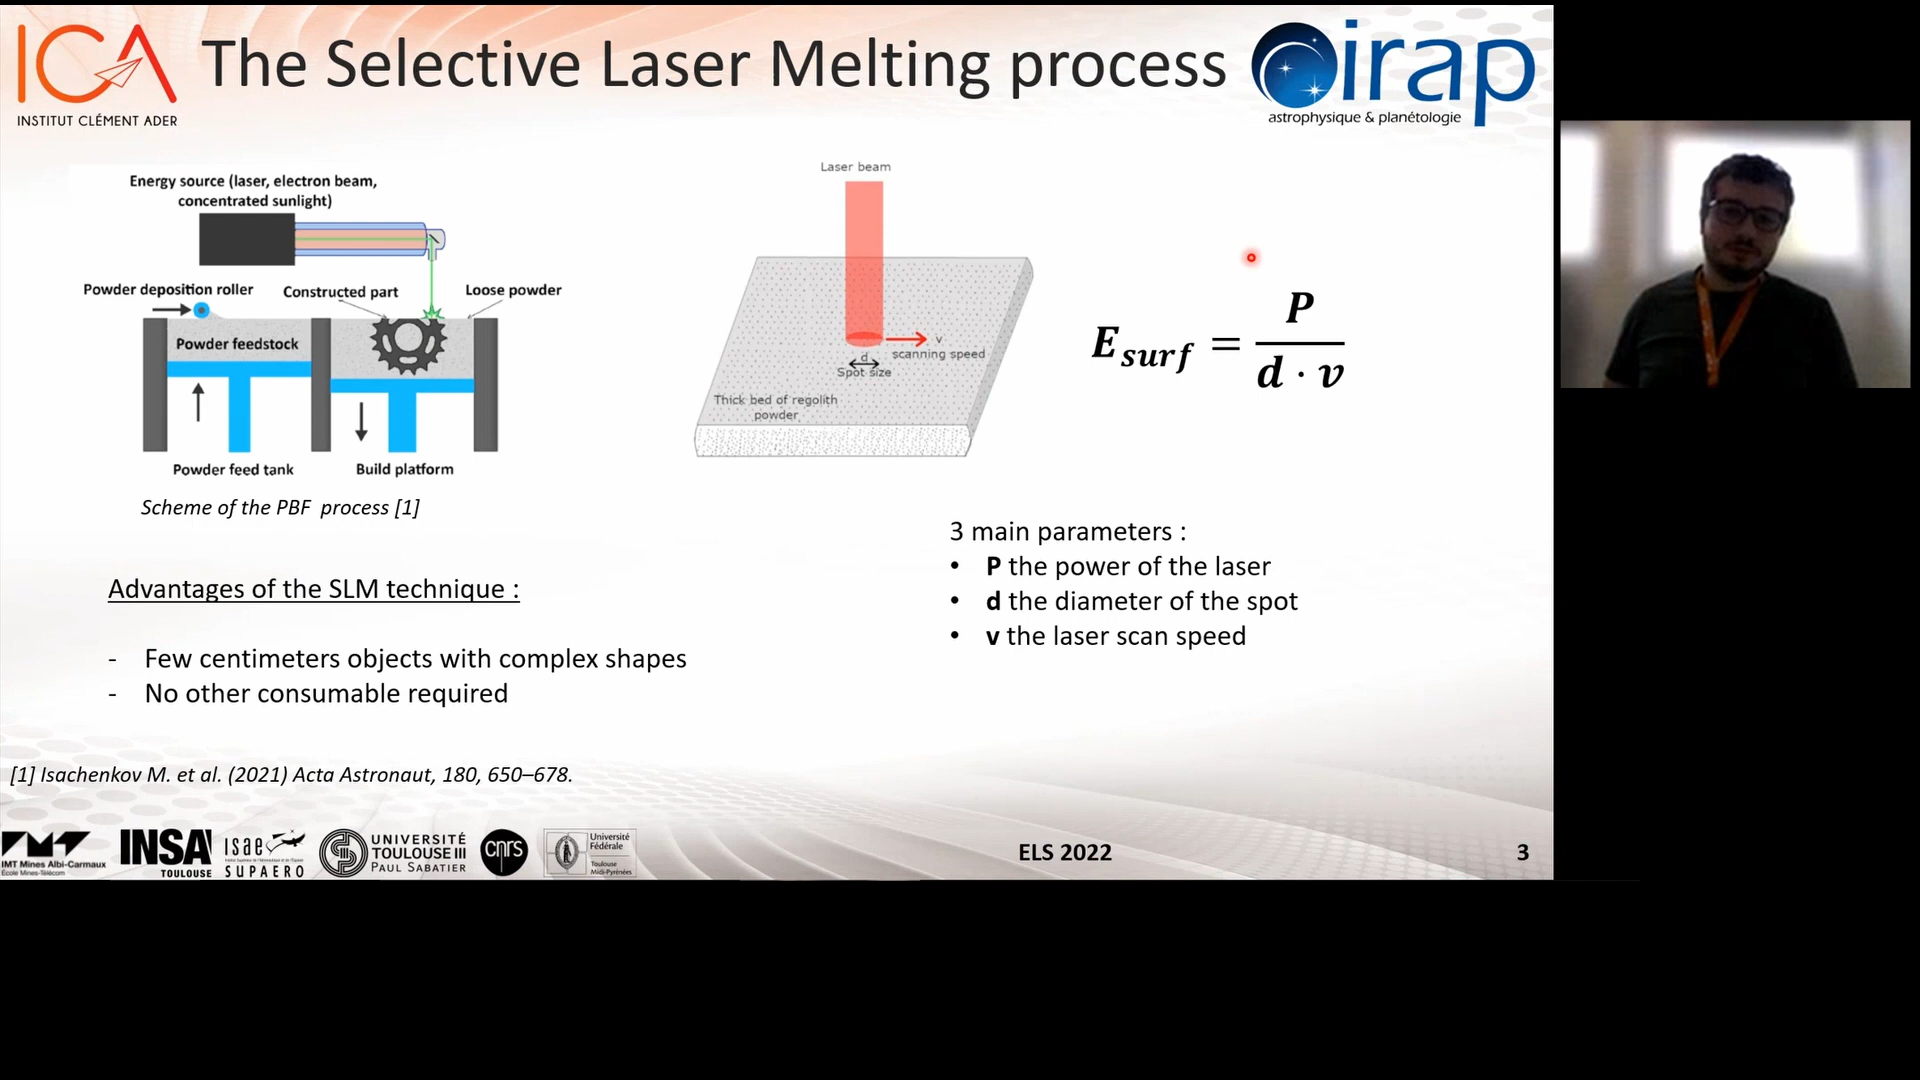 ICA
INSTITUT CLÉMENT ADER
The Selective Laser Melting process
irap
astrophysique & planétologie
Energy source (laser, electron beam,
concentrated sunlight)
Powder deposition roller
Constructed part
Loose powder
Powder feedstock
Powder feed tank
Build platform
Scheme of the PBF process [1]
Laser beam
v
scanning speed
d
Spot size
Thick bed of regolith
powder
E_surf = P / (d · v)
3 main parameters :
• P the power of the laser
• d the diameter of the spot
• v the laser scan speed
Advantages of the SLM technique :
- Few centimeters objects with complex shapes
- No other consumable required
[1] Isachenkov M. et al. (2021) Acta Astronaut, 180, 650–678.
IMT Mines Albi-Carmaux
École Mines-Télécom
INSA
TOULOUSE
isae
SUPAERO
UNIVERSITÉ
TOULOUSE III
PAUL SABATIER
cnrs
Université
Fédérale
Toulouse
Midi-Pyrénées
ELS 2022
3